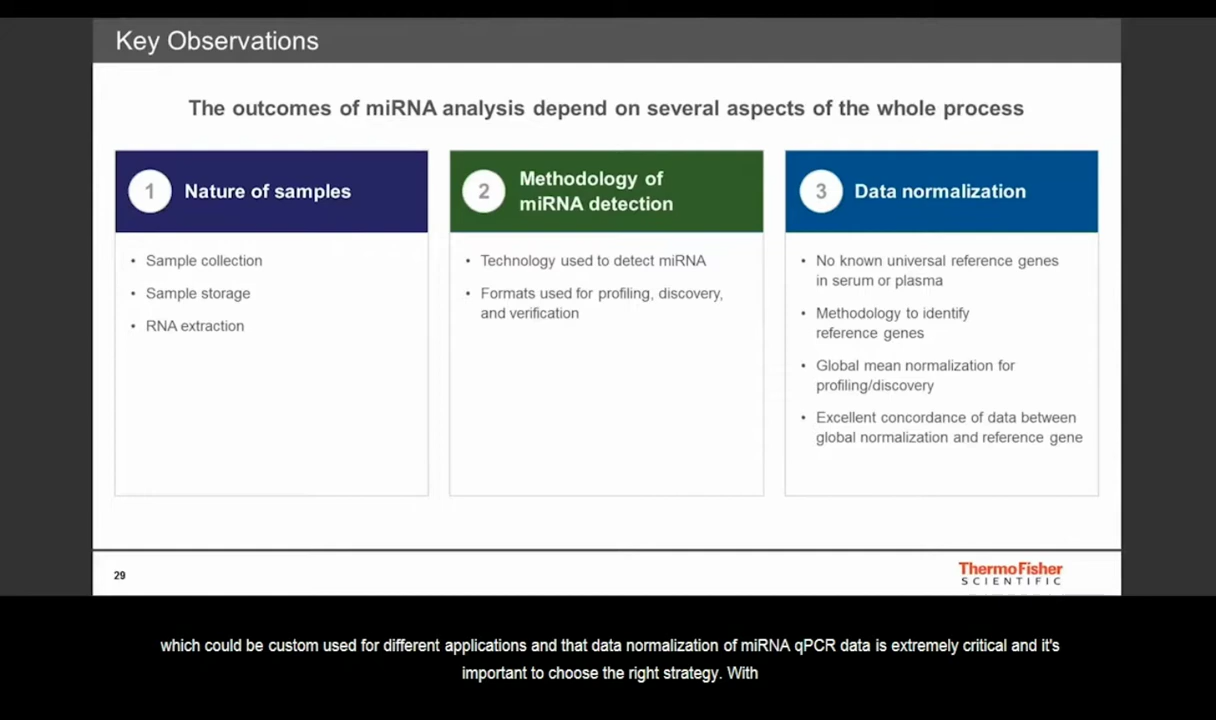 Key Observations
The outcomes of miRNA analysis depend on several aspects of the whole process
1 Nature of samples
• Sample collection
• Sample storage
• RNA extraction
2 Methodology of
miRNA detection
• Technology used to detect miRNA
• Formats used for profiling, discovery,
and verification
3 Data normalization
• No known universal reference genes
in serum or plasma
• Methodology to identify
reference genes
• Global mean normalization for
profiling/discovery
• Excellent concordance of data between
global normalization and reference gene
29
ThermoFisher
SCIENTIFIC
which could be custom used for different applications and that data normalization of miRNA qPCR data is extremely critical and it's
important to choose the right strategy. With